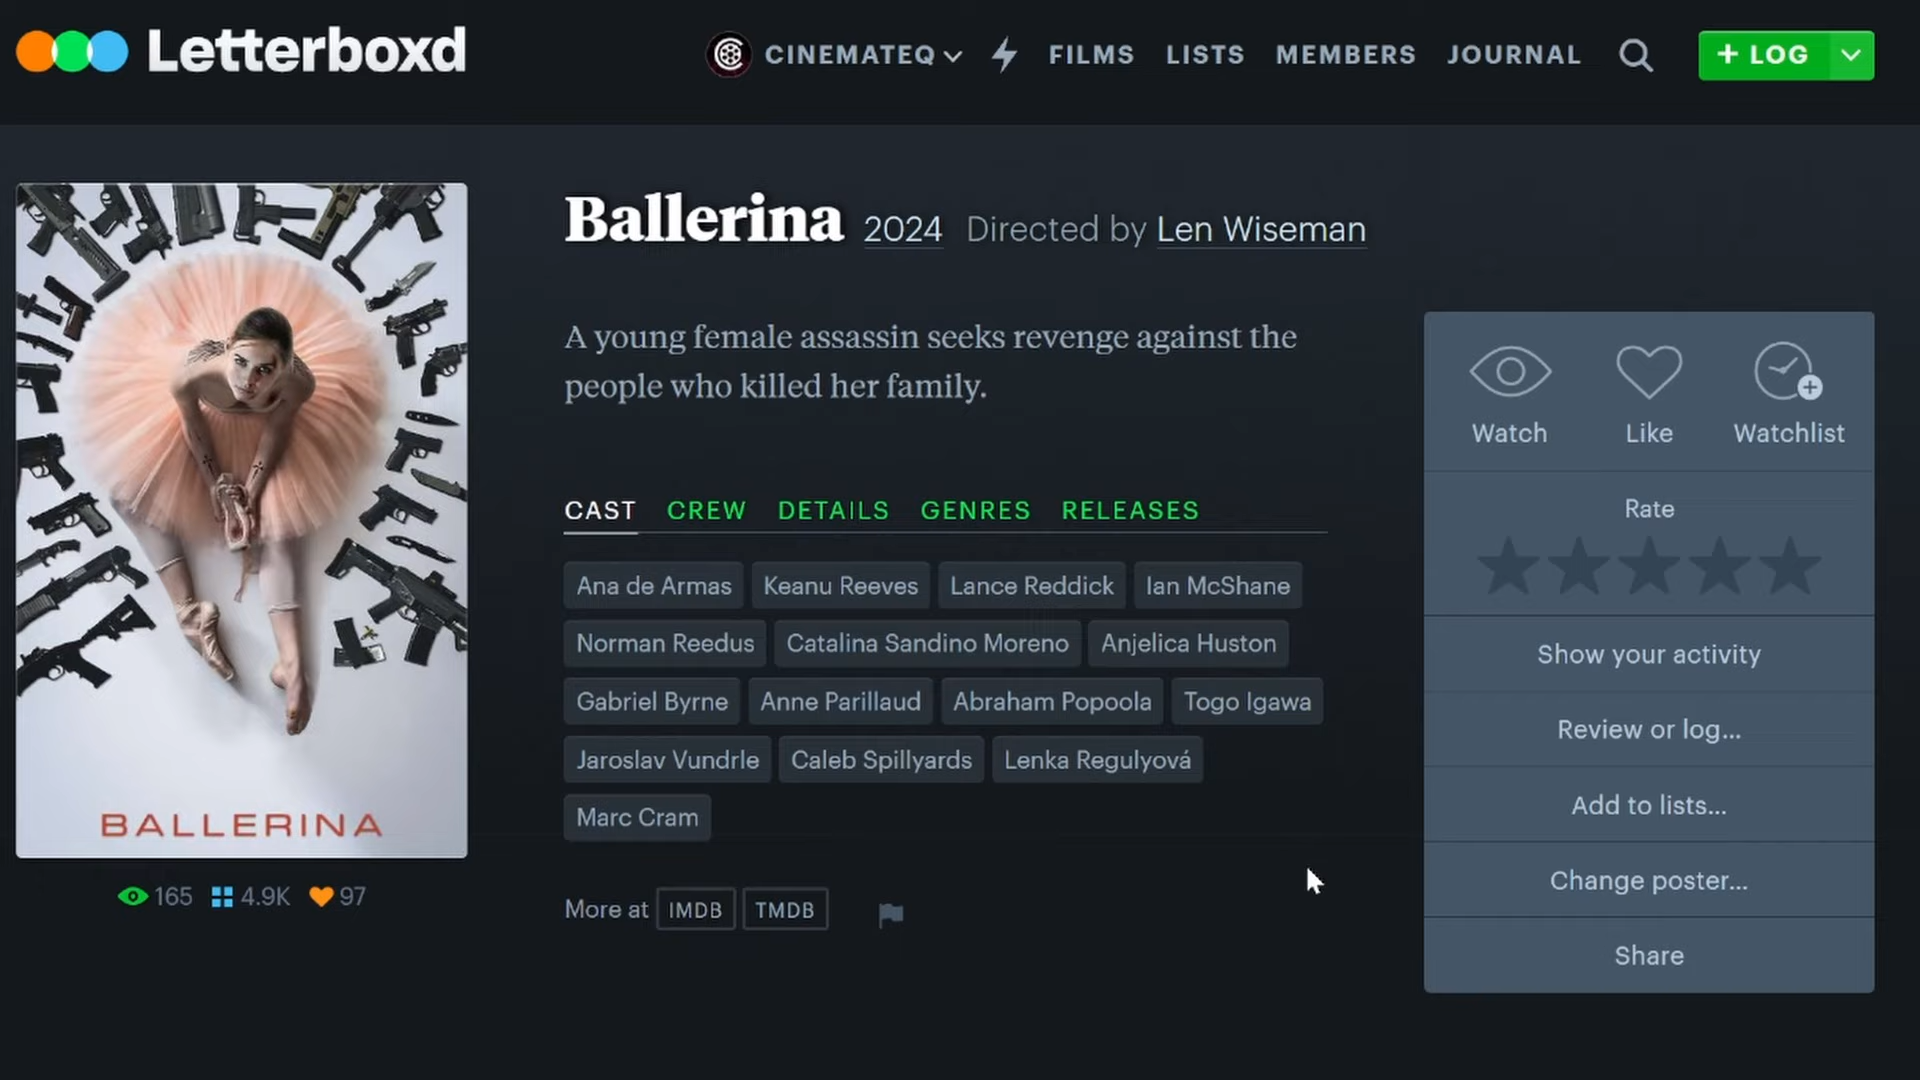 Letterboxd
CINEMATEQ FILMS LISTS MEMBERS JOURNAL + LOG
Ballerina 2024 Directed by Len Wiseman
A young female assassin seeks revenge against the
people who killed her family.
CAST CREW DETAILS GENRES RELEASES
Ana de Armas Keanu Reeves Lance Reddick Ian McShane
Norman Reedus Catalina Sandino Moreno Anjelica Huston
Gabriel Byrne Anne Parillaud Abraham Popoola Togo Igawa
Jaroslav Vundrle Caleb Spillyards Lenka Regulyová
Marc Cram
More at IMDB TMDB
BALLERINA
165 4.9K 97
Watch Like Watchlist
Rate
Show your activity
Review or log...
Add to lists...
Change poster...
Share